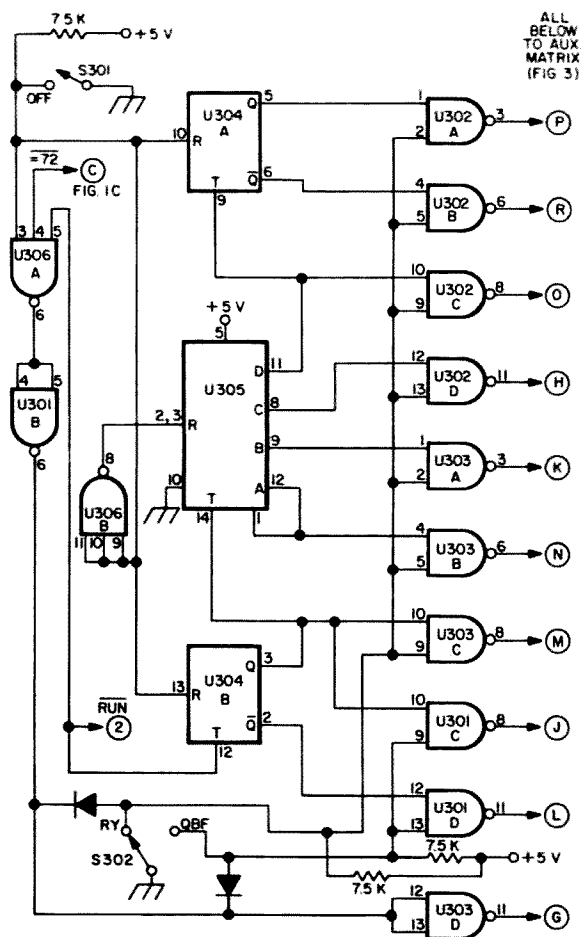 7.5 K
+5 V
ALL
BELOW
TO AUX.
MATRIX
(FIG 3)
S301
OFF
=72
C
FIG. 1C
3 4 5
U306
A
6
4 5
U301
B
6
10 R
U304
A
Q 5
Q 6
T
9
1
2
U302
A
3
P
4
5
U302
B
6
R
10
9
U302
C
8
O
+5 V
5
U305
D 11
C 8
B 9
A 12
2, 3 R
10
T
14
1
12
13
U302
D
11
H
1
2
U303
A
3
K
8
U306
B
11 10 9
4
5
U303
B
6
N
10
9
U303
C
8
M
13 R
U304
B
Q 3
Q 2
T
12
RUN
2
10
9
U301
C
8
J
12
13
U301
D
11
L
RY
S302
QBF
7.5 K
+5 V
7.5 K
12
13
U303
D
11
G